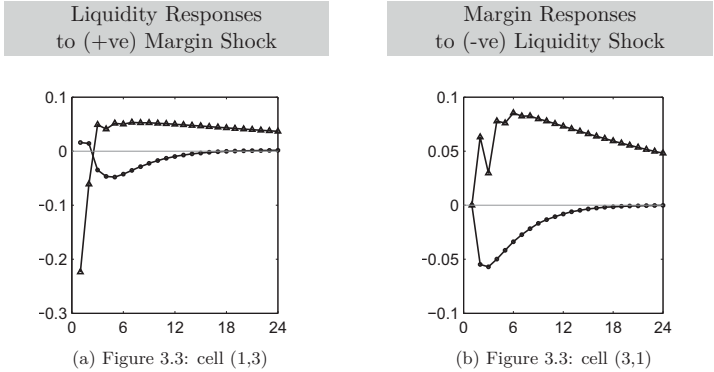 Liquidity Responses
to (+ve) Margin Shock
Margin Responses
to (-ve) Liquidity Shock
0.1
0
−0.1
−0.2
−0.3
0 6 12 18 24
(a) Figure 3.3: cell (1,3)
0.1
0.05
0
−0.05
−0.1
0 6 12 18 24
(b) Figure 3.3: cell (3,1)